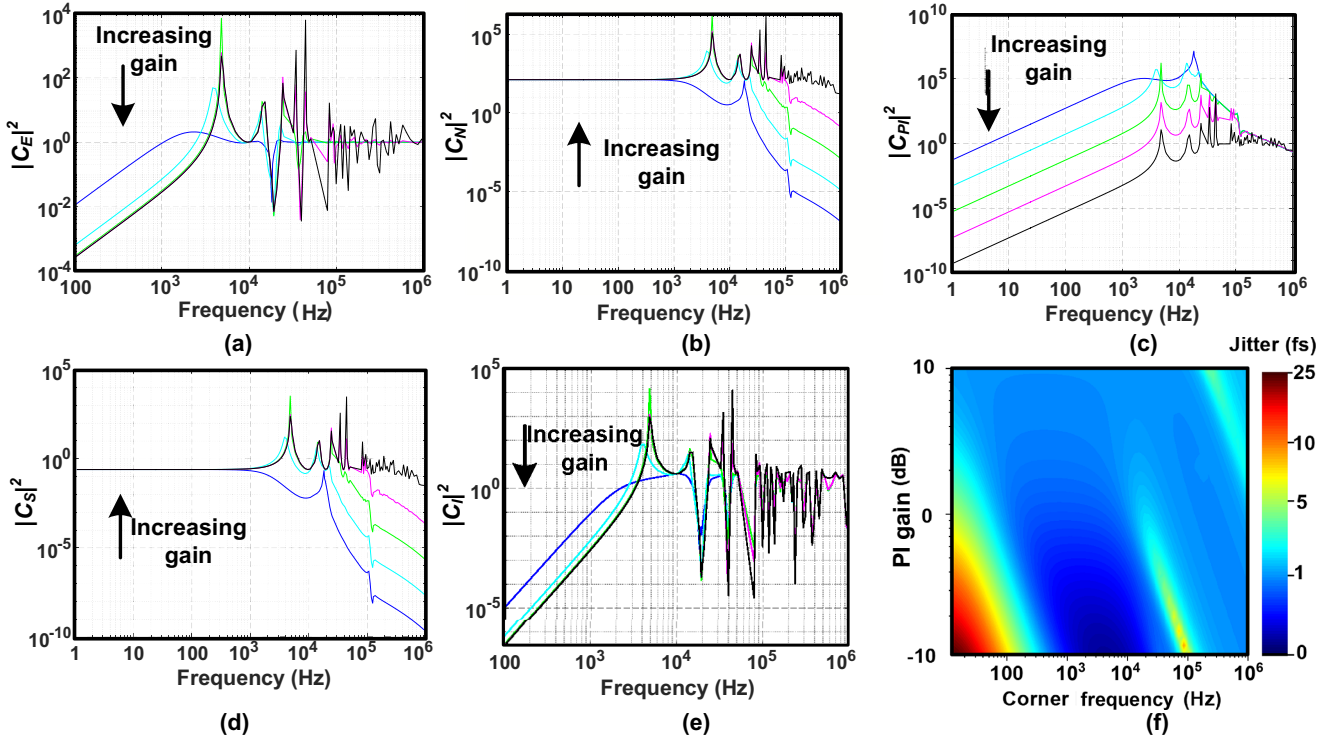 10^4
10^2
10^0
10^-2
10^4
|C_E|^2
Increasing
gain
100
10^3
10^4
10^5
10^6
Frequency (Hz)
(a)
10^5
10^0
10^-5
10^-10
|C_N|^2
Increasing
gain
1
10
100
10^3
10^4
10^5
10^6
Frequency (Hz)
(b)
10^10
10^5
10^0
10^-5
10^-10
|C_PI|^2
Increasing
gain
1
10
100
10^3
10^4
10^5
10^6
Frequency (Hz)
(c)
10^5
10^0
10^-5
10^-10
|C_S|^2
Increasing
gain
1
10
100
10^3
10^4
10^5
10^6
Frequency (Hz)
(d)
10^5
10^0
10^-5
|C_I|^2
Increasing
gain
100
10^3
10^4
10^5
10^6
Frequency (Hz)
(e)
Jitter (fs)
10
0
-10
PI gain (dB)
100
10^3
10^4
10^5
10^6
Corner frequency (Hz)
25
10
5
1
0
(f)